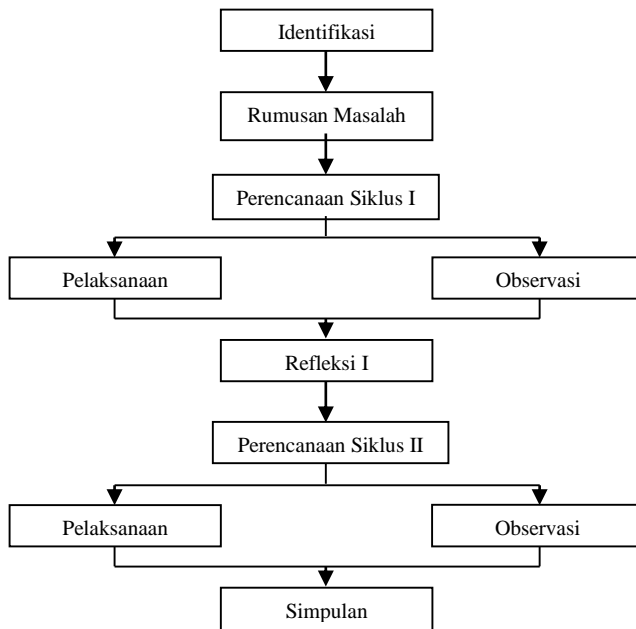 Identifikasi
Rumusan Masalah
Perencanaan Siklus I
Pelaksanaan
Observasi
Refleksi I
Perencanaan Siklus II
Pelaksanaan
Observasi
Simpulan